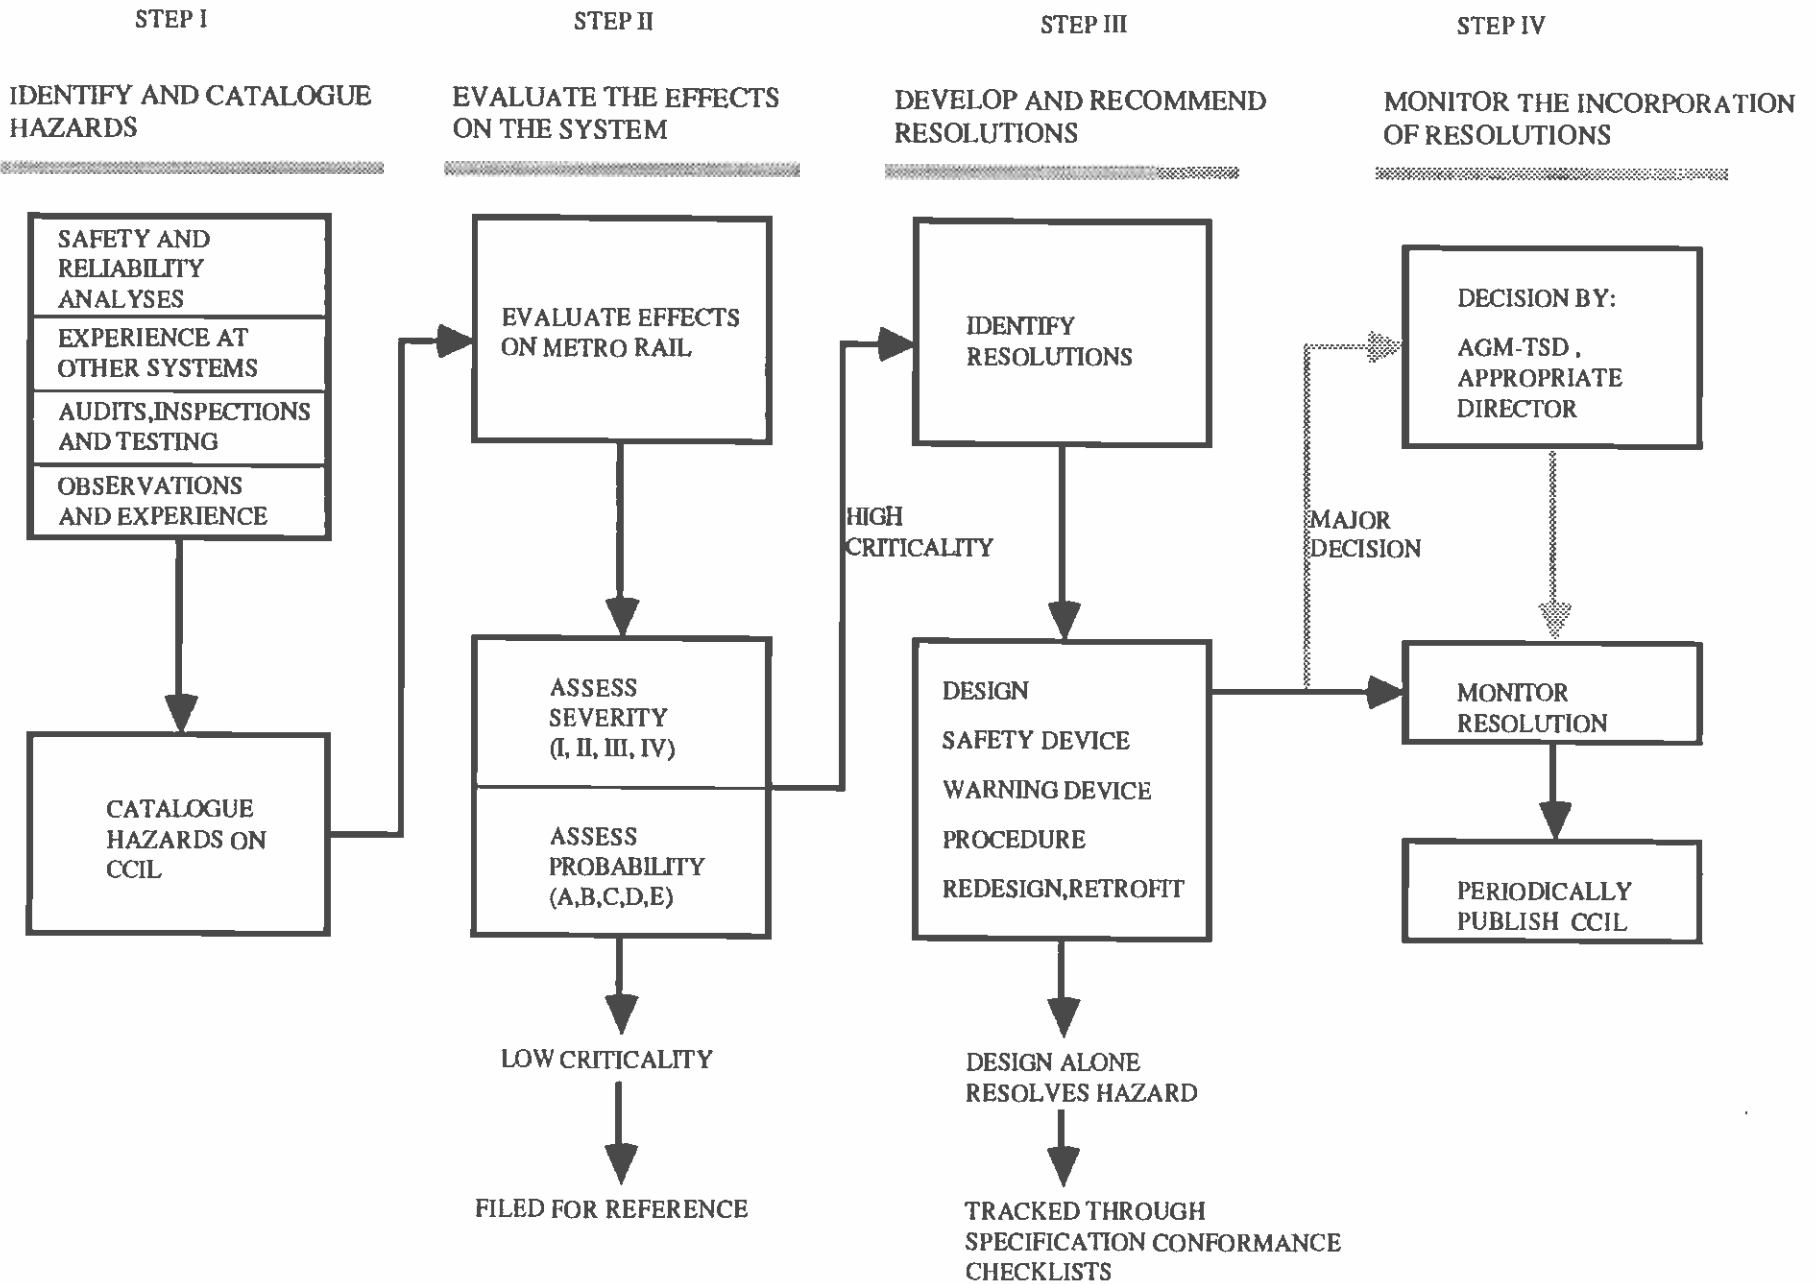 STEP I
IDENTIFY AND CATALOGUE
HAZARDS
SAFETY AND
RELIABILITY
ANALYSES
EXPERIENCE AT
OTHER SYSTEMS
AUDITS,INSPECTIONS
AND TESTING
OBSERVATIONS
AND EXPERIENCE
CATALOGUE
HAZARDS ON
CCIL
STEP II
EVALUATE THE EFFECTS
ON THE SYSTEM
EVALUATE EFFECTS
ON METRO RAIL
ASSESS
SEVERITY
(I, II, III, IV)
ASSESS
PROBABILITY
(A,B,C,D,E)
LOW CRITICALITY
FILED FOR REFERENCE
HIGH
CRITICALITY
STEP III
DEVELOP AND RECOMMEND
RESOLUTIONS
IDENTIFY
RESOLUTIONS
DESIGN
SAFETY DEVICE
WARNING DEVICE
PROCEDURE
REDESIGN,RETROFIT
DESIGN ALONE
RESOLVES HAZARD
TRACKED THROUGH
SPECIFICATION CONFORMANCE
CHECKLISTS
MAJOR
DECISION
STEP IV
MONITOR THE INCORPORATION
OF RESOLUTIONS
DECISION BY:
AGM-TSD ,
APPROPRIATE
DIRECTOR
MONITOR
RESOLUTION
PERIODICALLY
PUBLISH CCIL